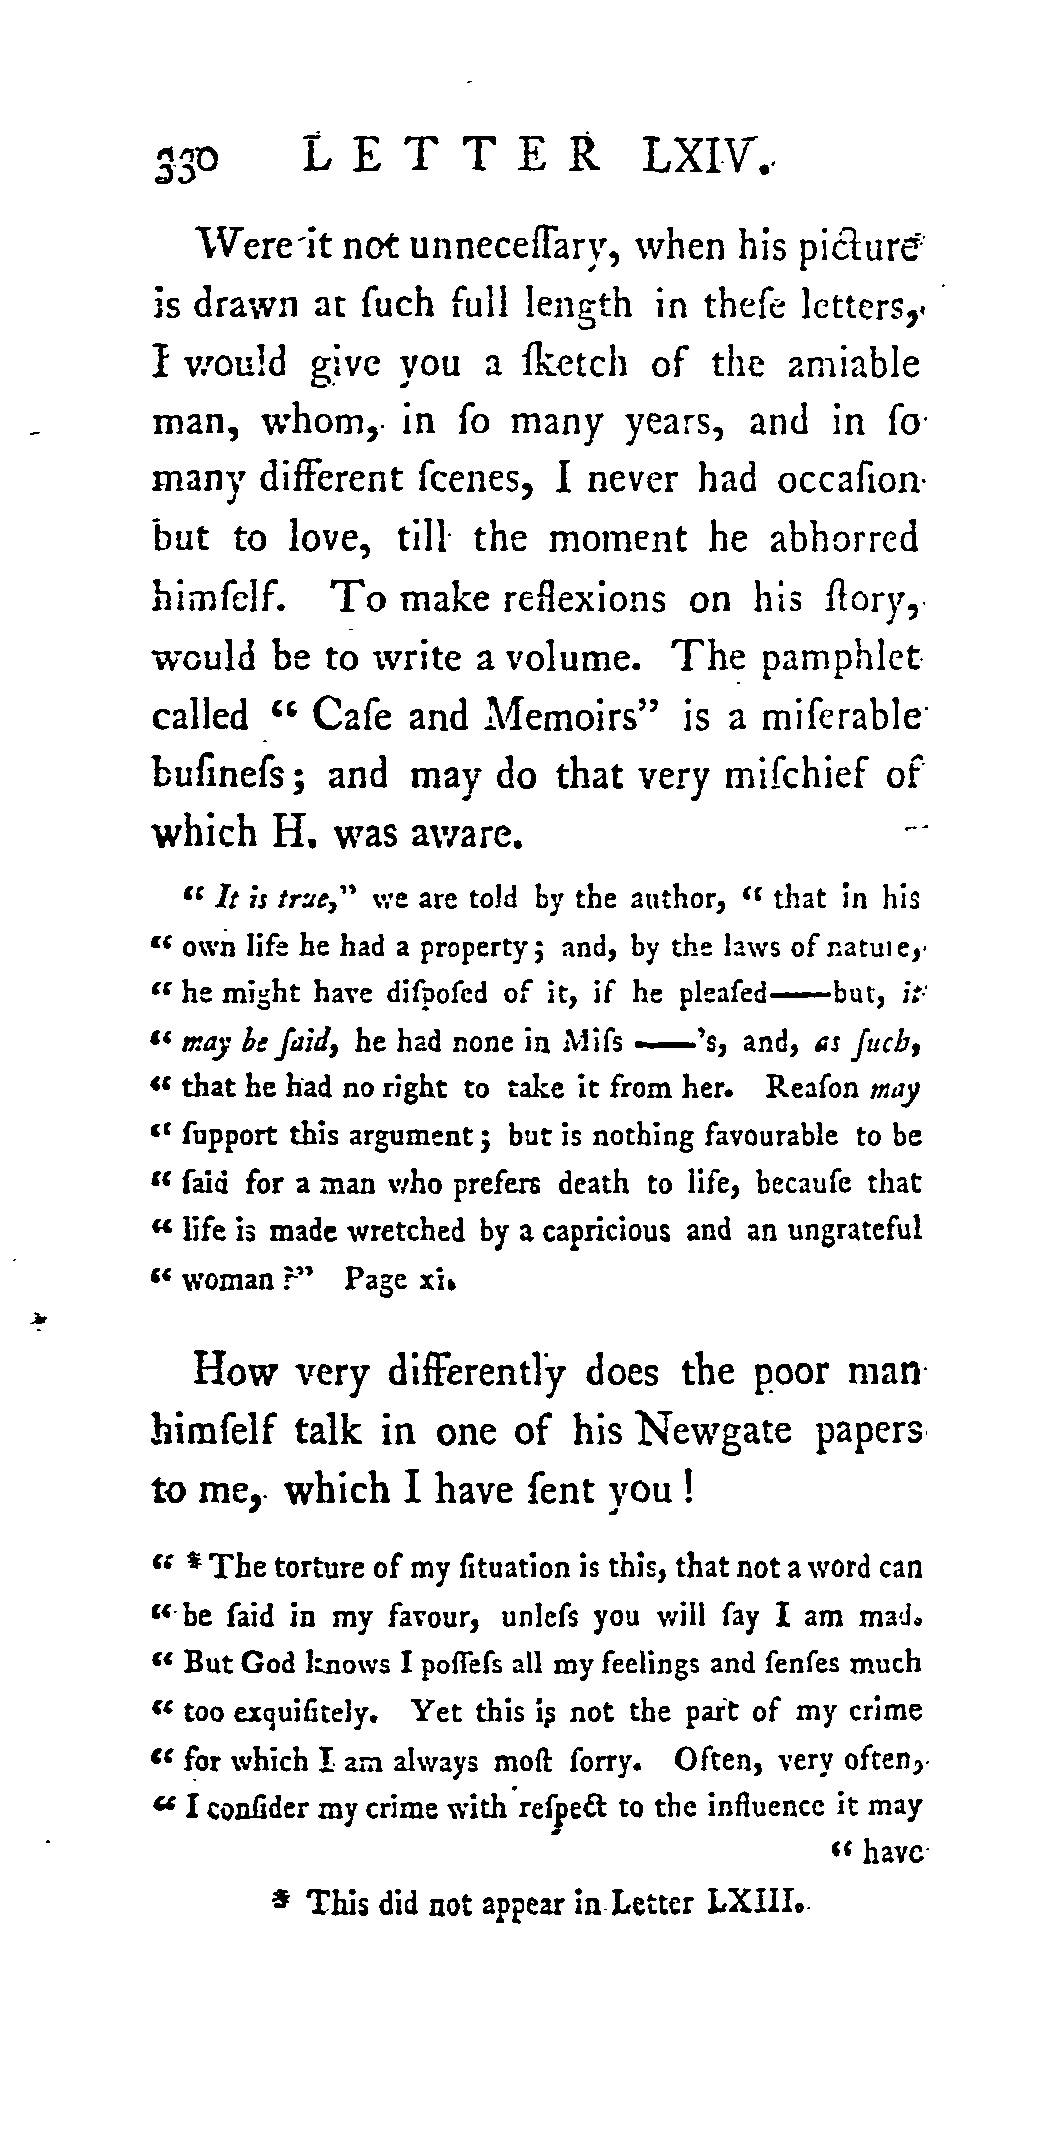 330 LETTER LXIV.
Were it not unneceſſary, when his picture
is drawn at ſuch full length in theſe letters,
I would give you a ſketch of the amiable
man, whom, in ſo many years, and in ſo
many different ſcenes, I never had occaſion
but to love, till the moment he abhorred
himſelf. To make reflexions on his ſtory,
would be to write a volume. The pamphlet
called “ Caſe and Memoirs” is a miſerable
buſineſs; and may do that very miſchief of
which H. was aware.
“ It is true,” we are told by the author, “ that in his
“ own life he had a property; and, by the laws of nature,
“ he might have diſpoſed of it, if he pleaſed——but, it
“ may be ſaid, he had none in Miſs ——’s, and, as ſuch,
“ that he had no right to take it from her. Reaſon may
“ ſupport this argument; but is nothing favourable to be
“ ſaid for a man who prefers death to life, becauſe that
“ life is made wretched by a capricious and an ungrateful
“ woman?” Page xi.
How very differently does the poor man
himſelf talk in one of his Newgate papers
to me, which I have ſent you!
“ * The torture of my ſituation is this, that not a word can
“ be ſaid in my favour, unleſs you will ſay I am mad.
“ But God knows I poſſeſs all my feelings and ſenſes much
“ too exquiſitely. Yet this is not the part of my crime
“ for which I am always moſt ſorry. Often, very often,
“ I conſider my crime with reſpect to the influence it may
“ have
* This did not appear in Letter LXIII.